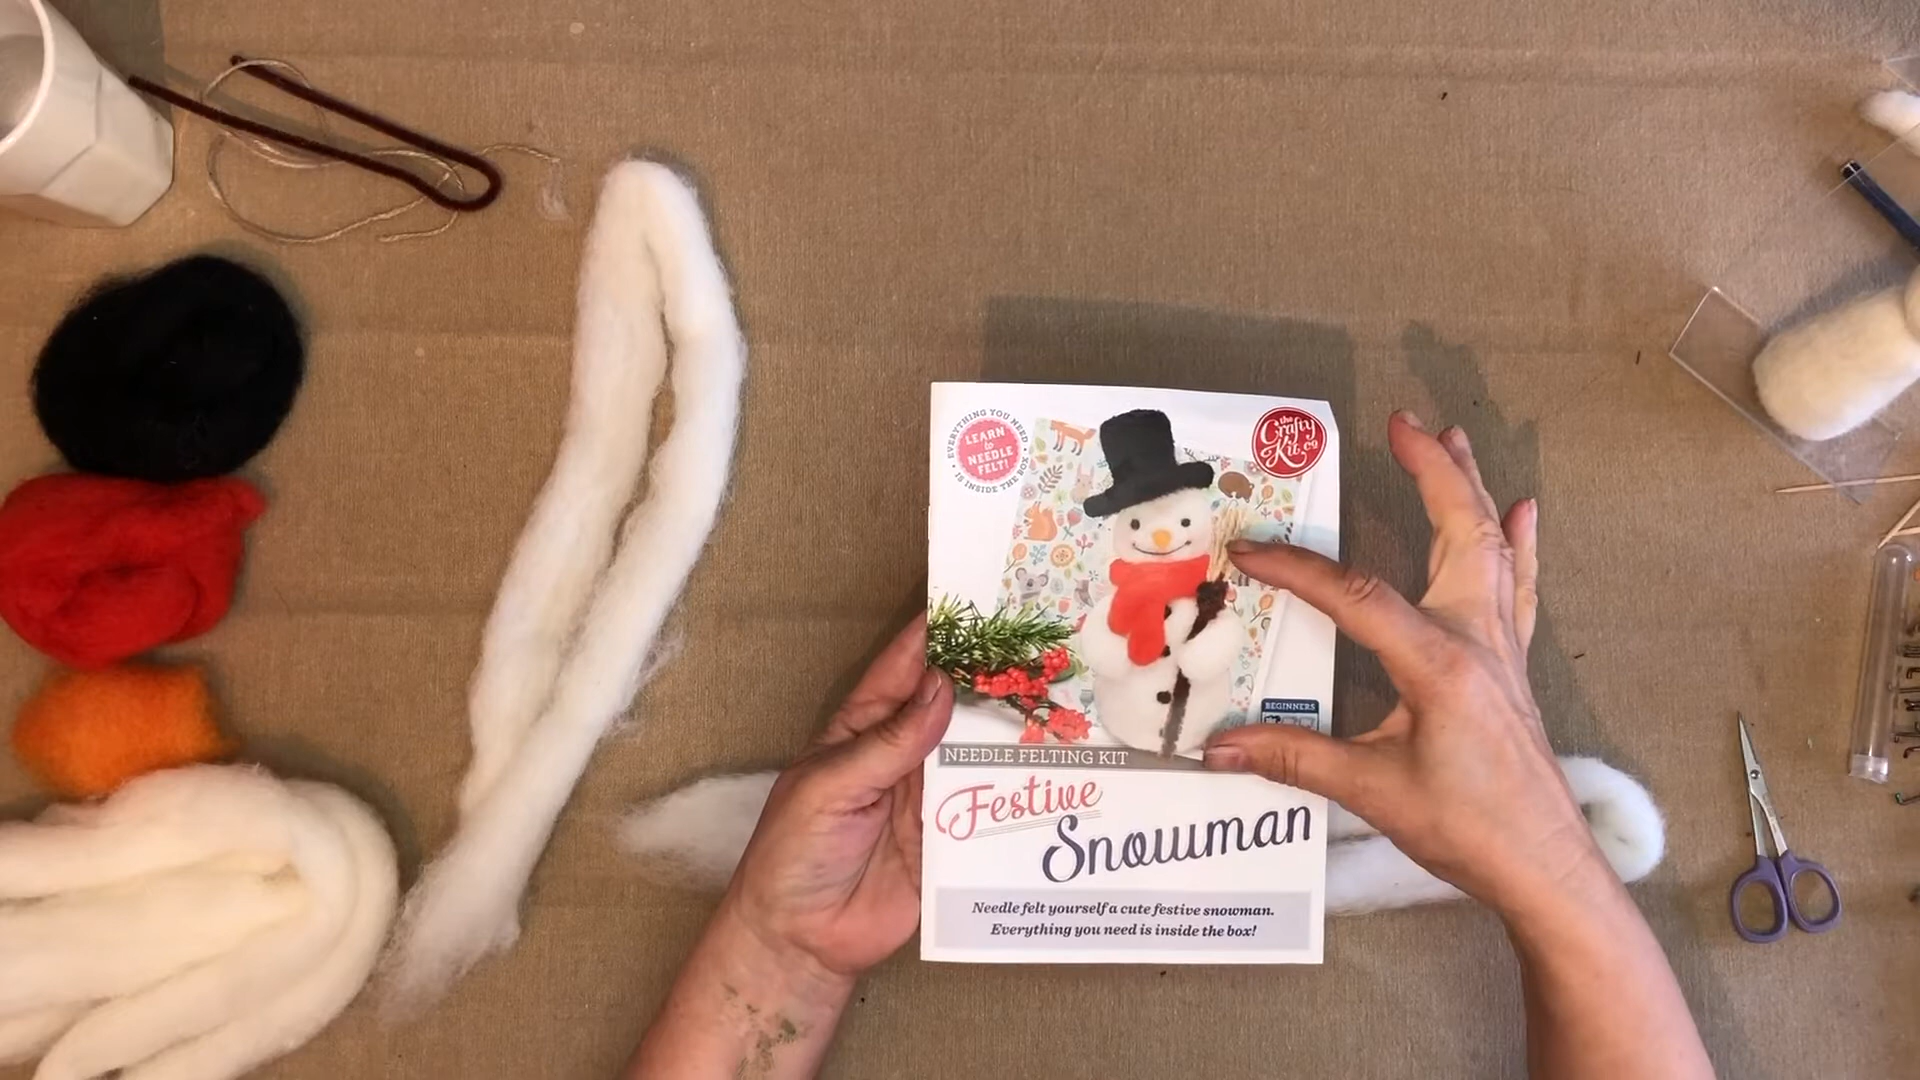 EVERYTHING YOU NEED
LEARN
to
NEEDLE
FELT!
IS INSIDE THE BOX
the
Crafty
Kit co
BEGINNERS
NEEDLE FELTING KIT
Festive
Snowman
Needle felt yourself a cute festive snowman.
Everything you need is inside the box!